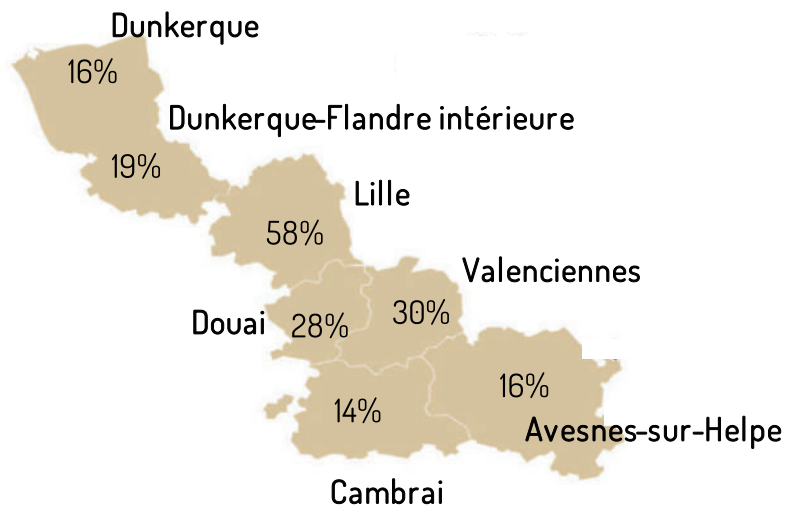 Dunkerque
16%
Dunkerque-Flandre intérieure
19%
Lille
58%
Valenciennes
30%
Douai
28%
16%
14%
Avesnes-sur-Helpe
Cambrai